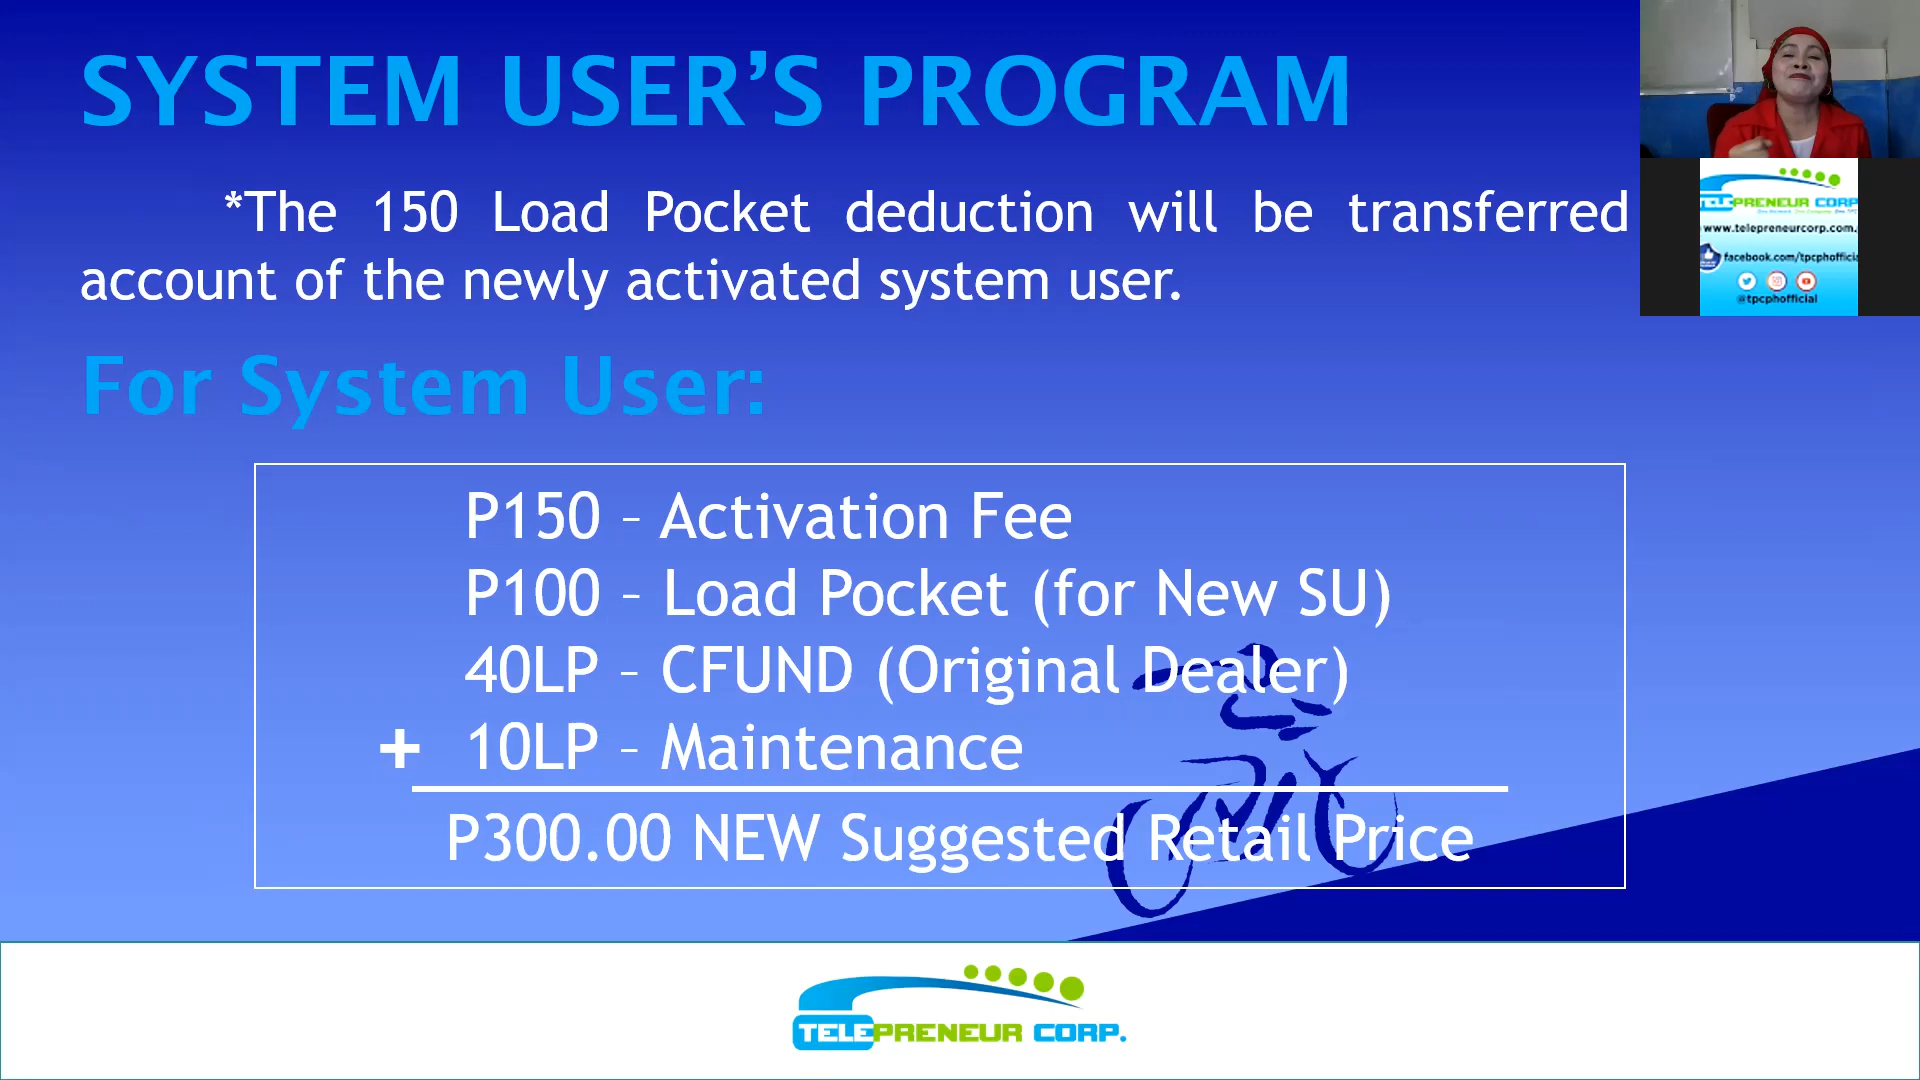 SYSTEM USER’S PROGRAM
*The 150 Load Pocket deduction will be transferred
account of the newly activated system user.
For System User:
P150 – Activation Fee
P100 – Load Pocket (for New SU)
40LP – CFUND (Original Dealer)
+ 10LP – Maintenance
P300.00 NEW Suggested Retail Price
TELEPRENEUR CORP.
TELEPRENEUR CORP
www.telepreneurcorp.com.
facebook.com/tpcphofficia
@tpcphofficial